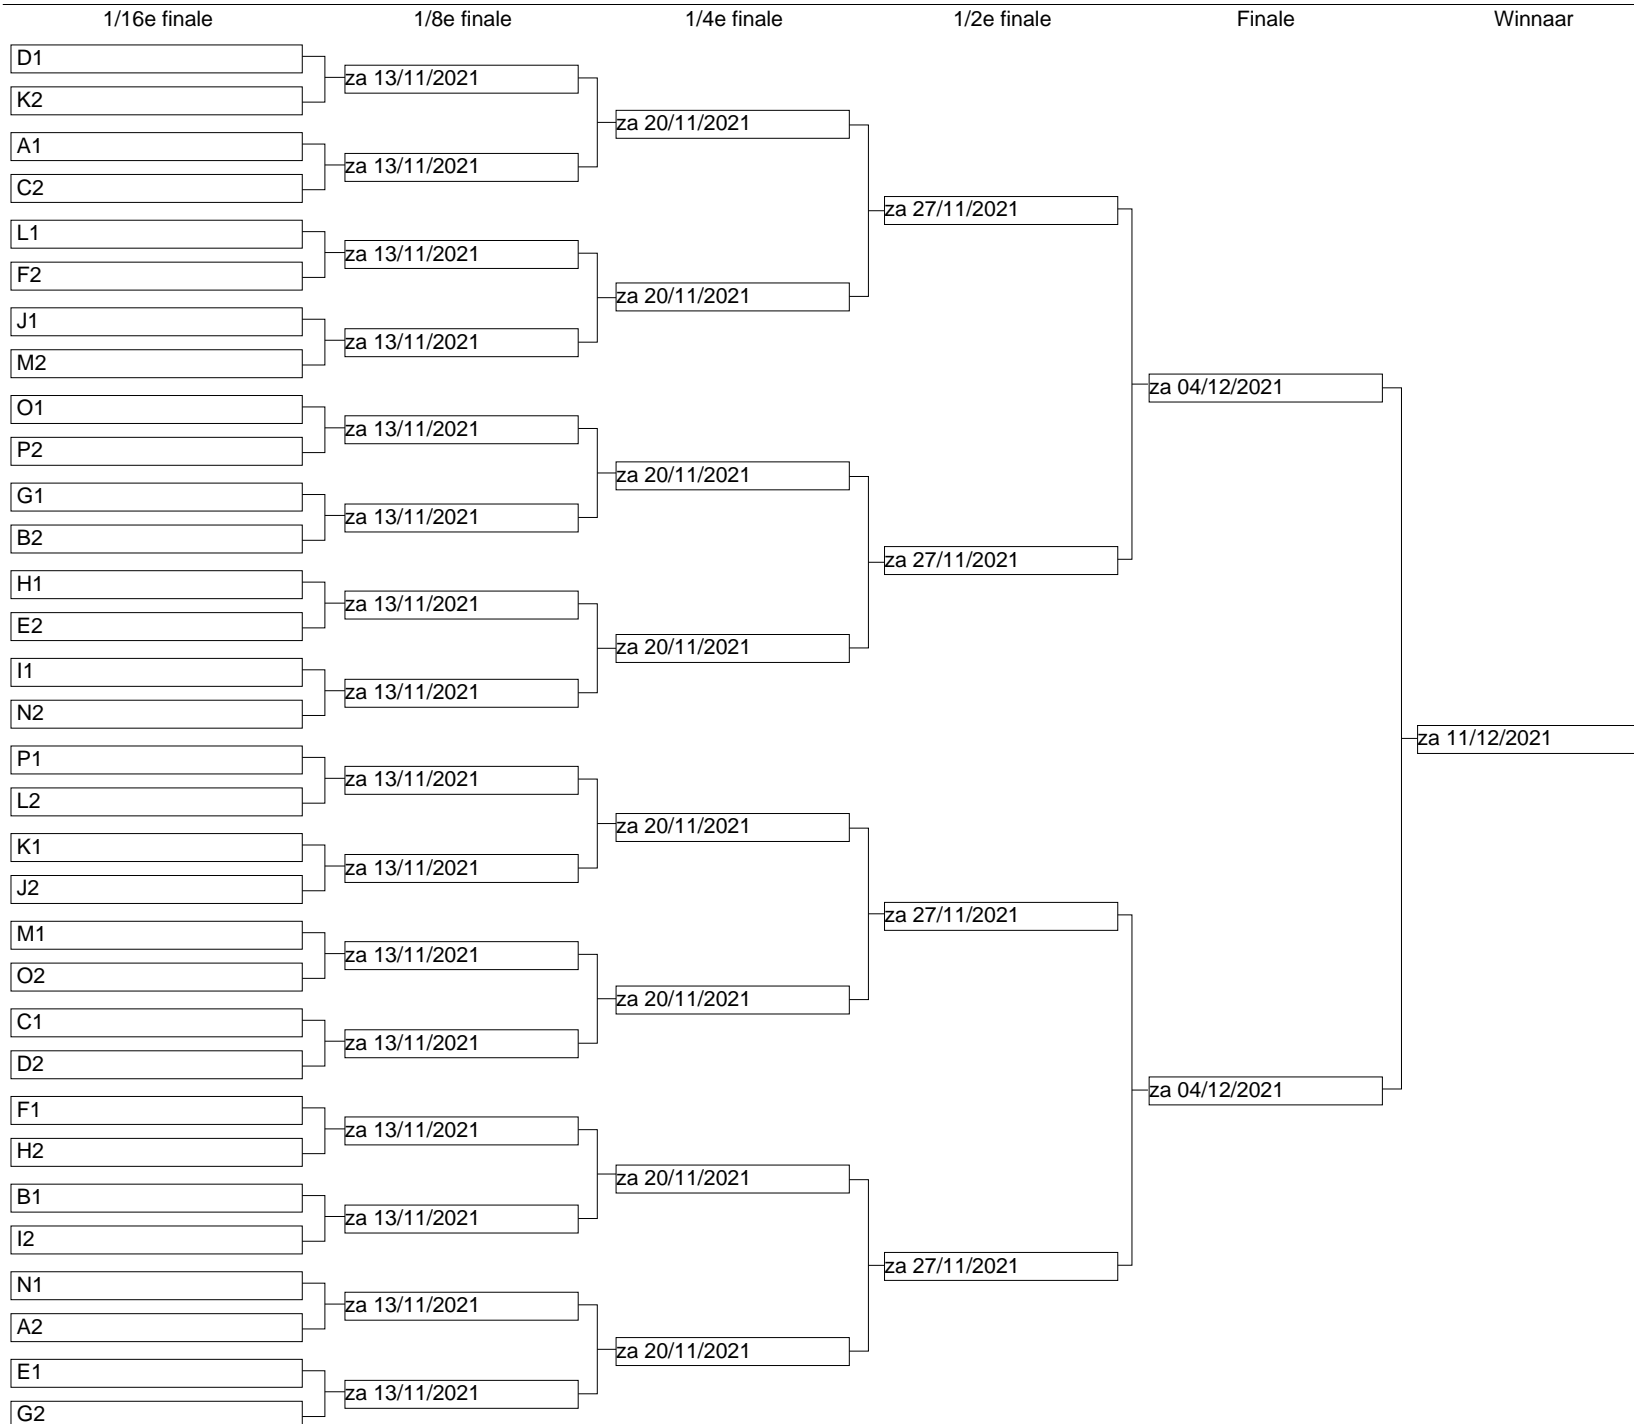 1/16e finale 1/8e finale 1/4e finale 1/2e finale Finale Winnaar
D1
za 13/11/2021
K2
za 20/11/2021
A1
za 13/11/2021
C2
za 27/11/2021
L1
za 13/11/2021
F2
za 20/11/2021
J1
za 13/11/2021
M2
za 04/12/2021
O1
za 13/11/2021
P2
za 20/11/2021
G1
za 13/11/2021
B2
za 27/11/2021
H1
za 13/11/2021
E2
za 20/11/2021
I1
za 13/11/2021
N2
za 11/12/2021
P1
za 13/11/2021
L2
za 20/11/2021
K1
za 13/11/2021
J2
za 27/11/2021
M1
za 13/11/2021
O2
za 20/11/2021
C1
za 13/11/2021
D2
za 04/12/2021
F1
za 13/11/2021
H2
za 20/11/2021
B1
za 13/11/2021
I2
za 27/11/2021
N1
za 13/11/2021
A2
za 20/11/2021
E1
za 13/11/2021
G2